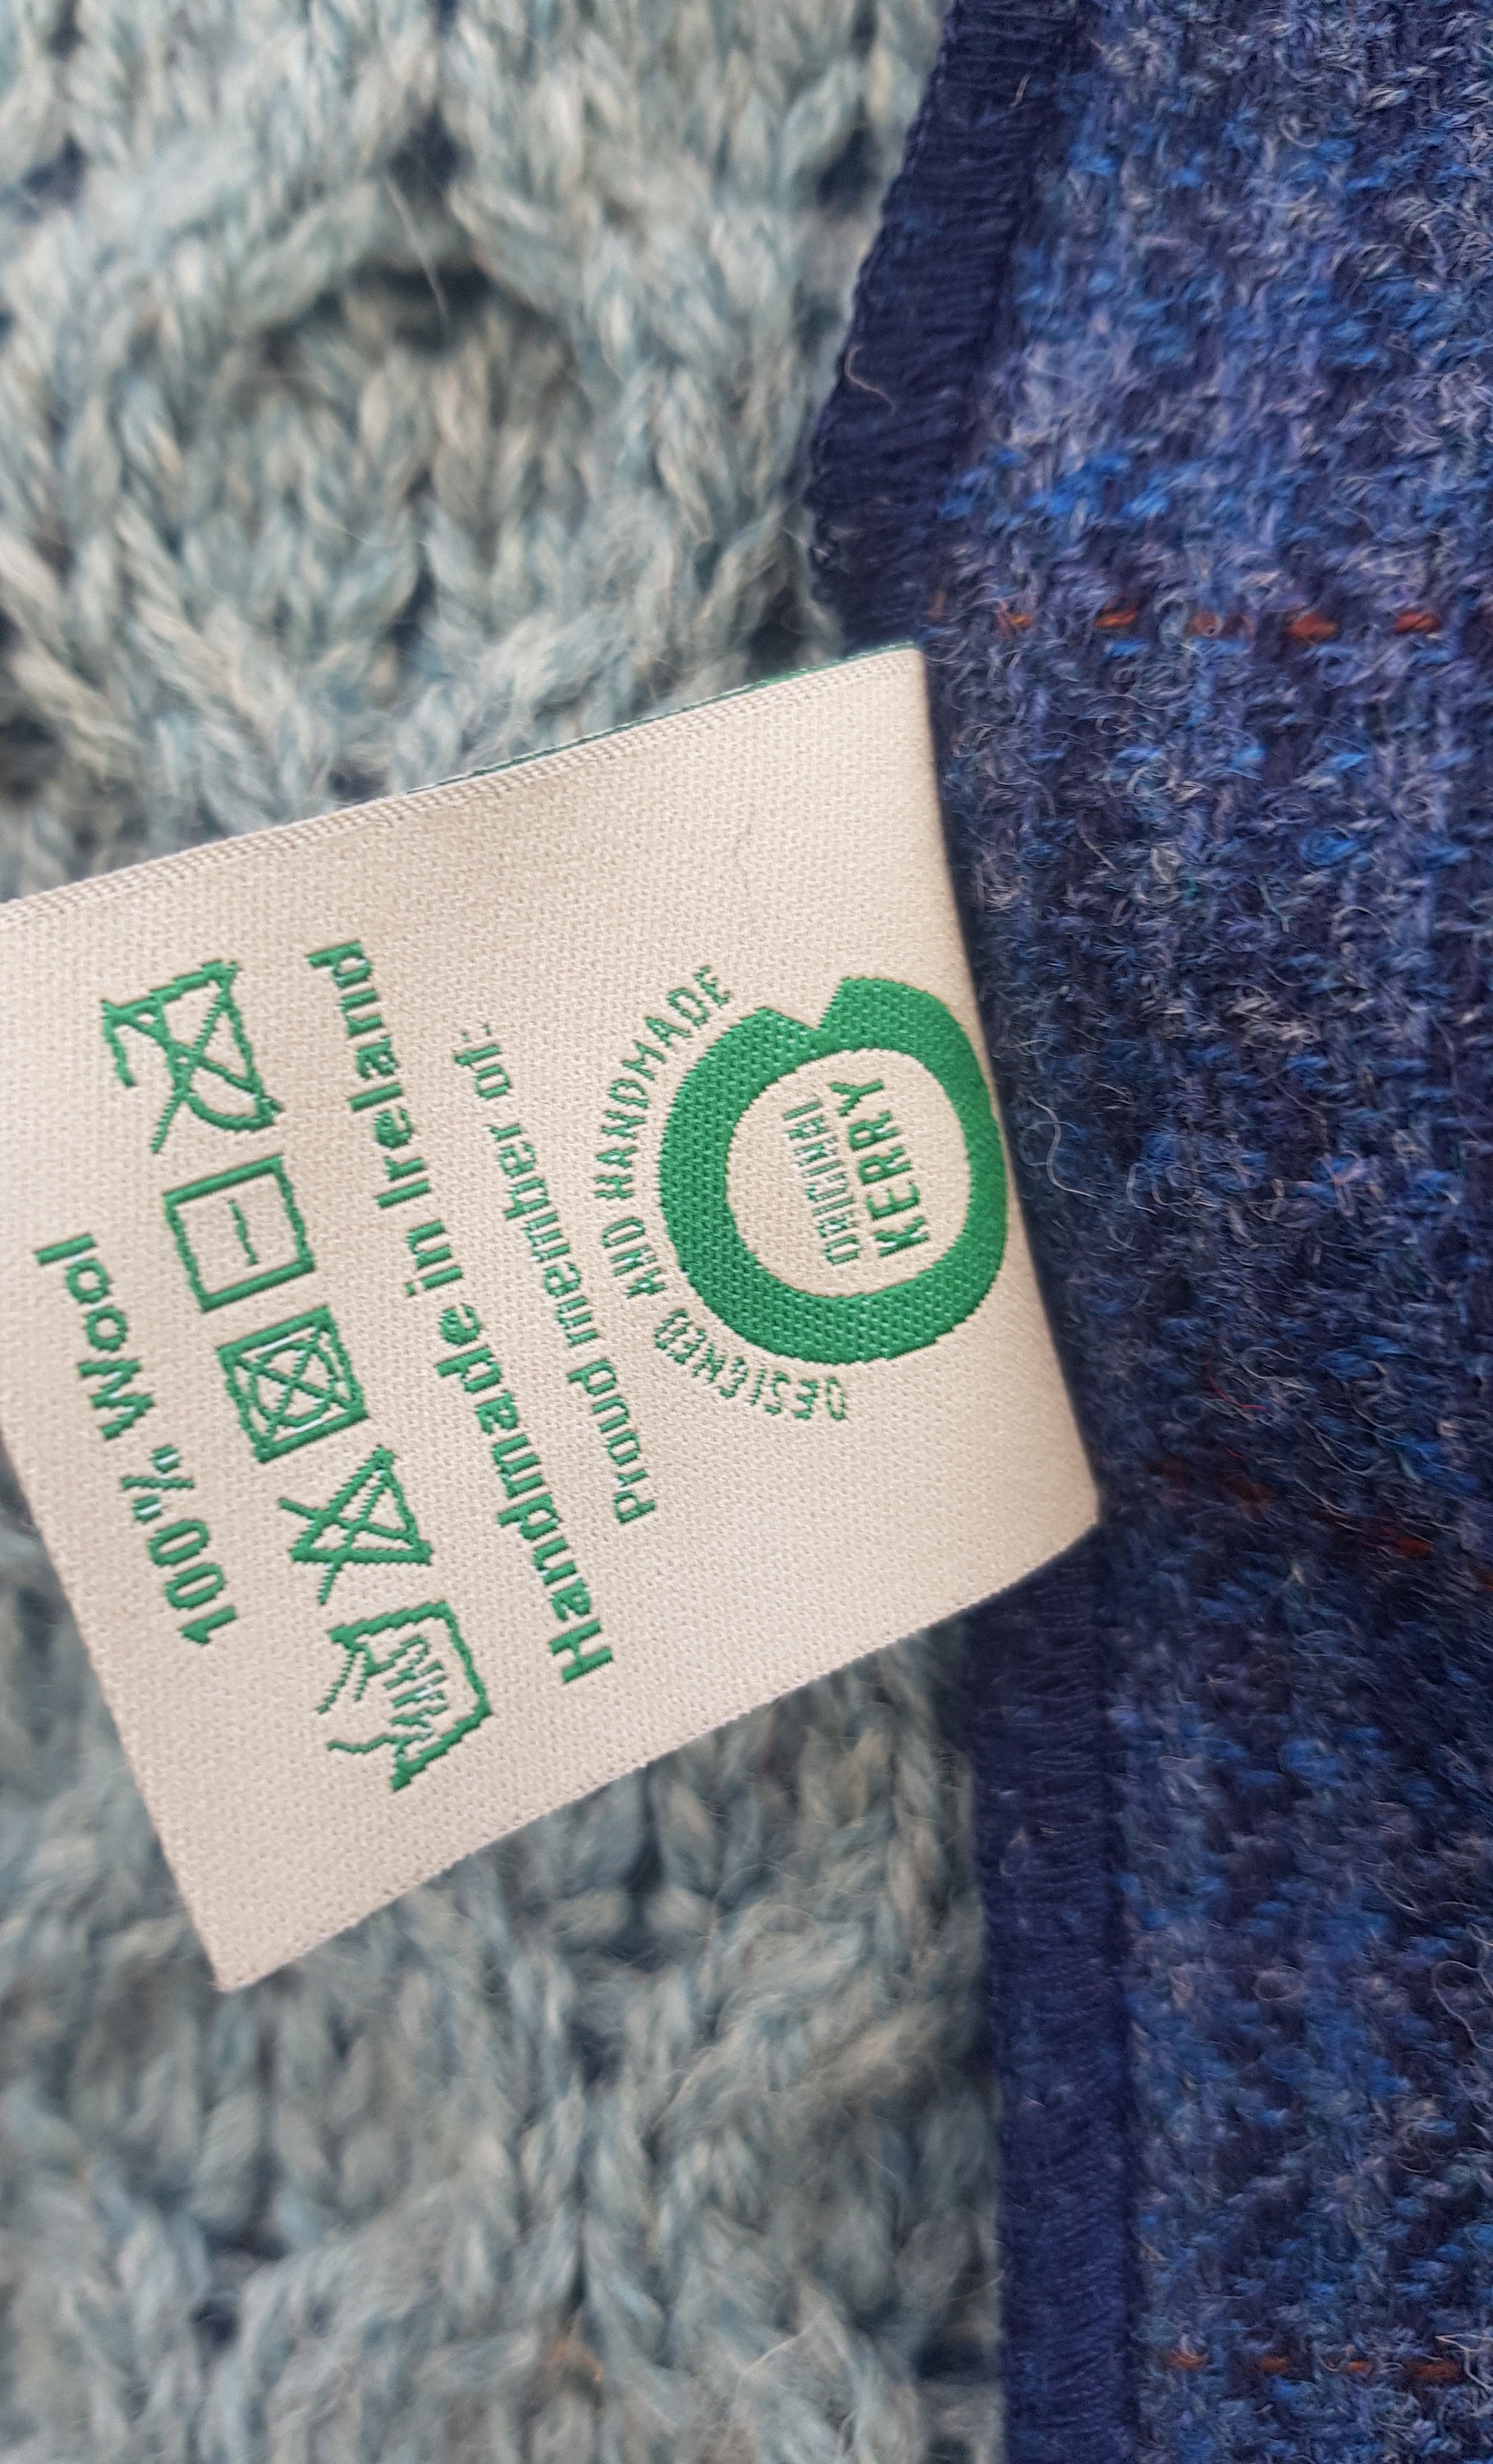 100% Wool
Handmade in Ireland
Proud member of:
DESIGNED AND HANDMADE
ORIGINAL
KERRY